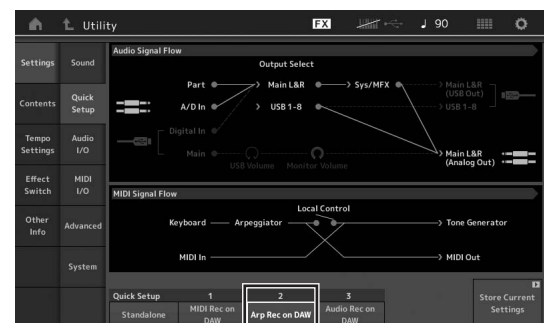 Utility
FX
90
Settings
Sound
Contents
Quick
Setup
Tempo
Settings
Audio
I/O
Effect
Switch
MIDI
I/O
Other
Info
Advanced
System
Audio Signal Flow
Output Select
Part
Main L&R
Sys/MFX
Main L&R
(USB Out)
A/D In
USB 1-8
USB 1-8
Digital In
Main
USB Volume
Monitor Volume
Main L&R
(Analog Out)
MIDI Signal Flow
Local Control
Keyboard
Arpeggiator
Tone Generator
MIDI In
MIDI Out
Quick Setup
1
2
3
Standalone
MIDI Rec on
DAW
Arp Rec on DAW
Audio Rec on
DAW
Store Current
Settings